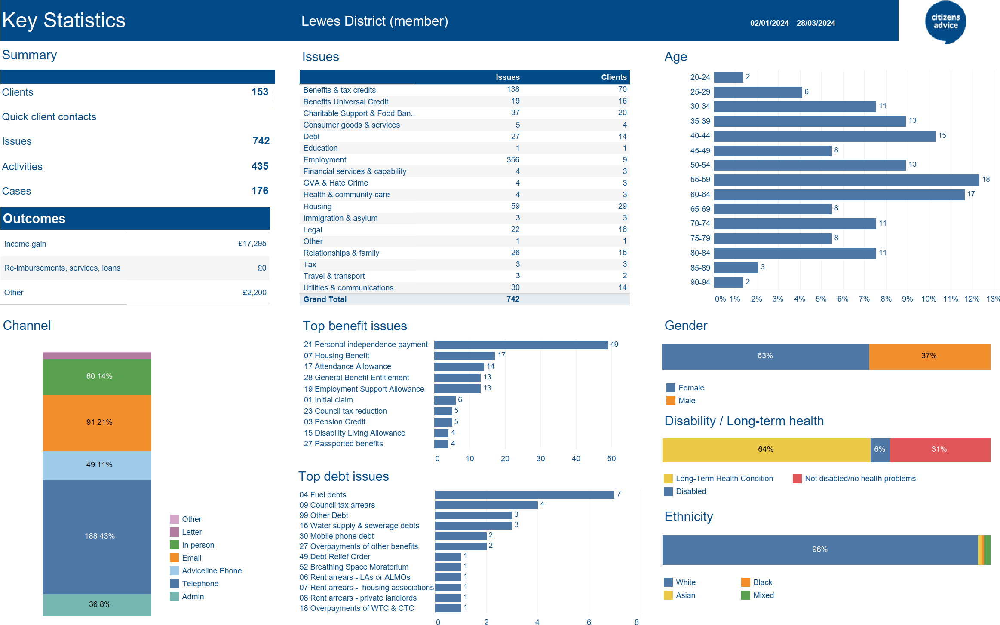 Key Statistics
Lewes District (member)
02/01/2024 28/03/2024
citizens
advice
Summary
Clients 153
Quick client contacts
Issues 742
Activities 435
Cases 176
Outcomes
Income gain £17,295
Re-imbursements, services, loans £0
Other £2,200
Issues
Issues Clients
Benefits & tax credits 138 70
Benefits Universal Credit 19 16
Charitable Support & Food Ban.. 37 20
Consumer goods & services 5 4
Debt 27 14
Education 1 1
Employment 356 9
Financial services & capability 4 3
GVA & Hate Crime 4 3
Health & community care 4 3
Housing 59 29
Immigration & asylum 3 3
Legal 22 16
Other 1 1
Relationships & family 26 15
Tax 3 3
Travel & transport 3 2
Utilities & communications 30 14
Grand Total 742
Age
20-24 2
25-29 6
30-34 11
35-39 13
40-44 15
45-49 8
50-54 13
55-59 18
60-64 17
65-69 8
70-74 11
75-79 8
80-84 11
85-89 3
90-94 2
0% 1% 2% 3% 4% 5% 6% 7% 8% 9% 10% 11% 12% 13%
Channel
60 14%
91 21%
49 11%
188 43%
36 8%
Other
Letter
In person
Email
Adviceline Phone
Telephone
Admin
Top benefit issues
21 Personal independence payment 49
07 Housing Benefit 17
17 Attendance Allowance 14
28 General Benefit Entitlement 13
19 Employment Support Allowance 13
01 Initial claim 6
23 Council tax reduction 5
03 Pension Credit 5
15 Disability Living Allowance 4
27 Passported benefits 4
0 10 20 30 40 50
Top debt issues
04 Fuel debts 7
09 Council tax arrears 4
99 Other Debt 3
16 Water supply & sewerage debts 3
30 Mobile phone debt 2
27 Overpayments of other benefits 2
49 Debt Relief Order 1
52 Breathing Space Moratorium 1
06 Rent arrears - LAs or ALMOs 1
07 Rent arrears - housing associations 1
08 Rent arrears - private landlords 1
18 Overpayments of WTC & CTC 1
0 2 4 6 8
Gender
63% 37%
Female
Male
Disability / Long-term health
64% 6% 31%
Long-Term Health Condition Not disabled/no health problems
Disabled
Ethnicity
96%
White Black
Asian Mixed